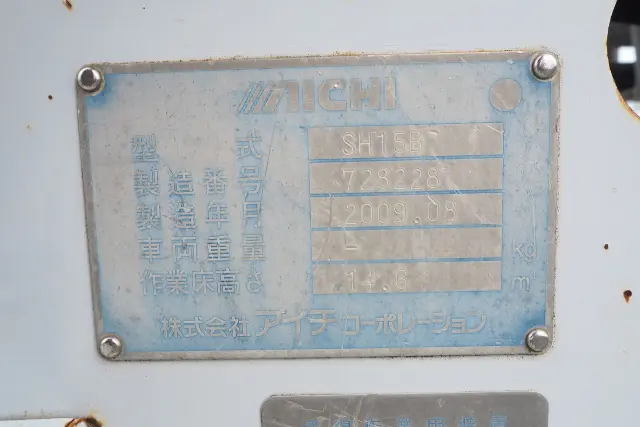 AICHI
型式 SH15B
製造番号 728228
製造年月 2009.08
車両重量 - Kg
作業床高さ 14.6 m
株式会社 アイチコーポレーション